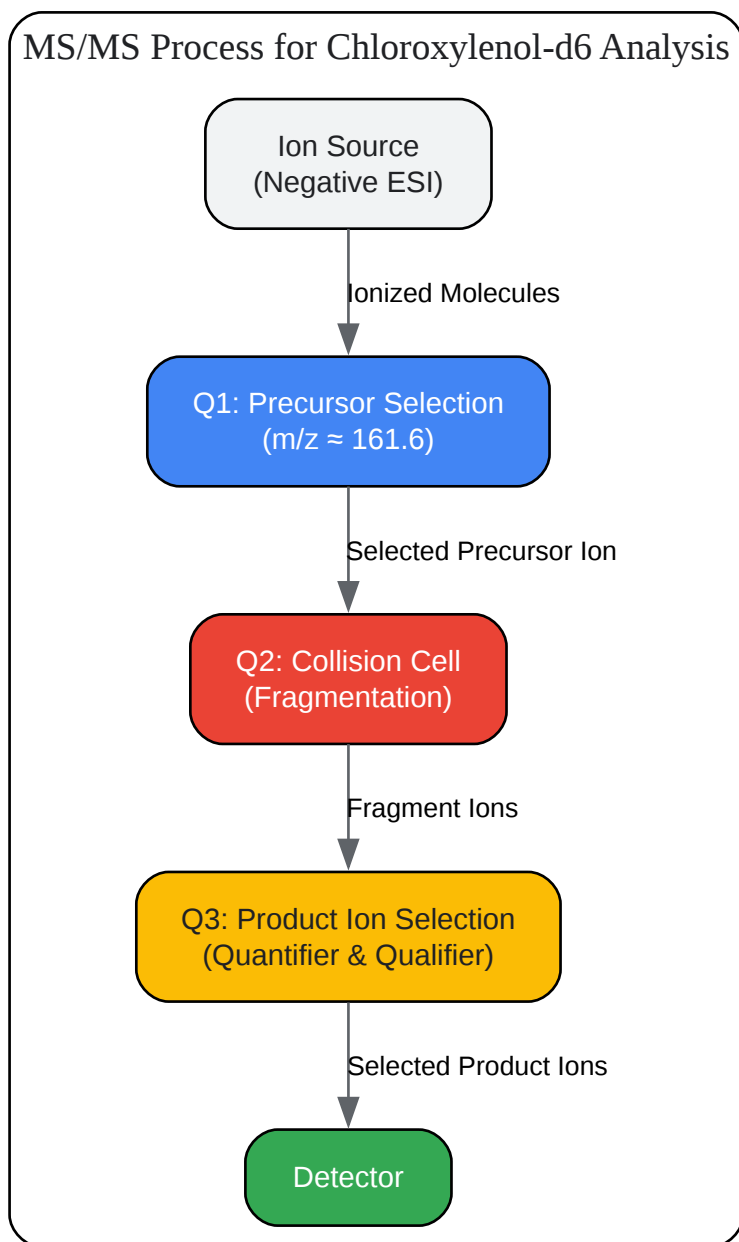 MS/MS Process for Chloroxylenol-d6 Analysis
Ion Source
(Negative ESI)
Ionized Molecules
Q1: Precursor Selection
(m/z ≈ 161.6)
Selected Precursor Ion
Q2: Collision Cell
(Fragmentation)
Fragment Ions
Q3: Product Ion Selection
(Quantifier & Qualifier)
Selected Product Ions
Detector